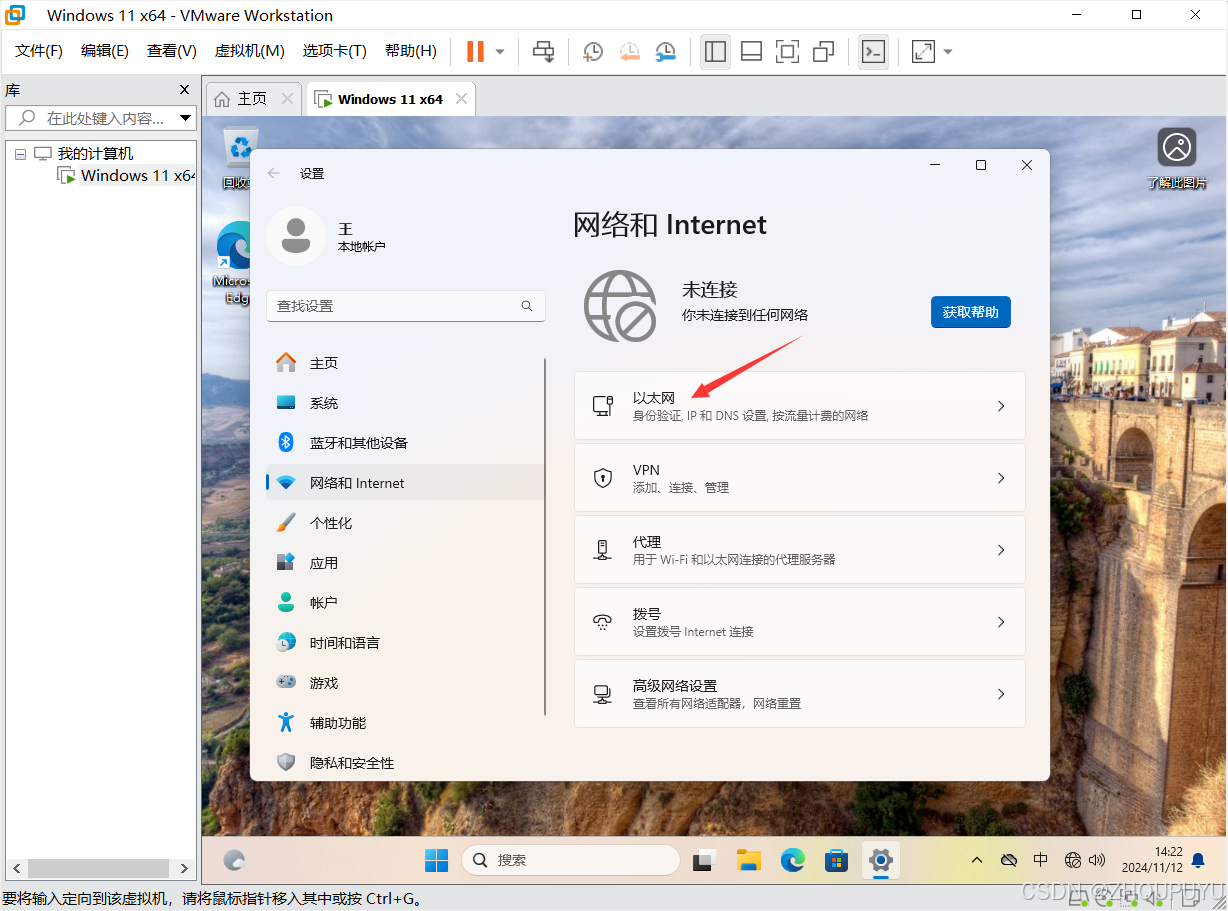 Windows 11 x64 - VMware Workstation
文件(F) 编辑(E) 查看(V) 虚拟机(M) 选项卡(T) 帮助(H)
库
在此处键入内容...
我的计算机
Windows 11 x64
主页
Windows 11 x64
回收
Micros
Edg
了解此图片
设置
王
本地帐户
查找设置
主页
系统
蓝牙和其他设备
网络和 Internet
个性化
应用
帐户
时间和语言
游戏
辅助功能
隐私和安全性
网络和 Internet
未连接
你未连接到任何网络
获取帮助
以太网
身份验证, IP 和 DNS 设置, 按流量计费的网络
VPN
添加、连接、管理
代理
用于 Wi-Fi 和以太网连接的代理服务器
拨号
设置拨号 Internet 连接
高级网络设置
查看所有网络适配器，网络重置
搜索
中
14:22
2024/11/12
要将输入定向到该虚拟机，请将鼠标指针移入其中或按 Ctrl+G。
CSDN @ZHOUPUYU